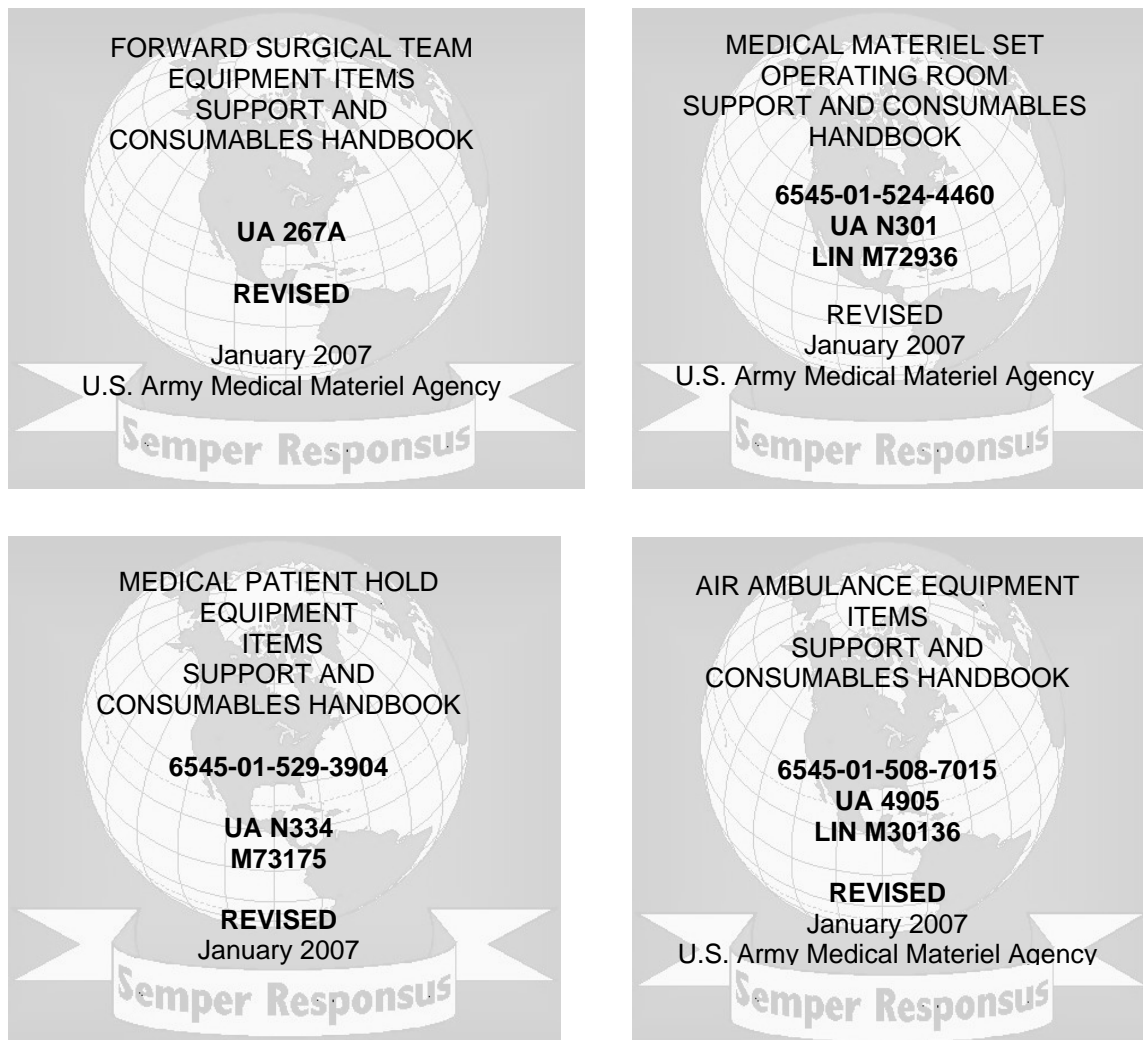 FORWARD SURGICAL TEAM
EQUIPMENT ITEMS
SUPPORT AND
CONSUMABLES HANDBOOK
UA 267A
REVISED
January 2007
U.S. Army Medical Materiel Agency
Semper Responsus
MEDICAL MATERIEL SET
OPERATING ROOM
SUPPORT AND CONSUMABLES
HANDBOOK
6545-01-524-4460
UA N301
LIN M72936
REVISED
January 2007
U.S. Army Medical Materiel Agency
Semper Responsus
MEDICAL PATIENT HOLD
EQUIPMENT
ITEMS
SUPPORT AND
CONSUMABLES HANDBOOK
6545-01-529-3904
UA N334
M73175
REVISED
January 2007
Semper Responsus
AIR AMBULANCE EQUIPMENT
ITEMS
SUPPORT AND
CONSUMABLES HANDBOOK
6545-01-508-7015
UA 4905
LIN M30136
REVISED
January 2007
U.S. Army Medical Materiel Agency
Semper Responsus